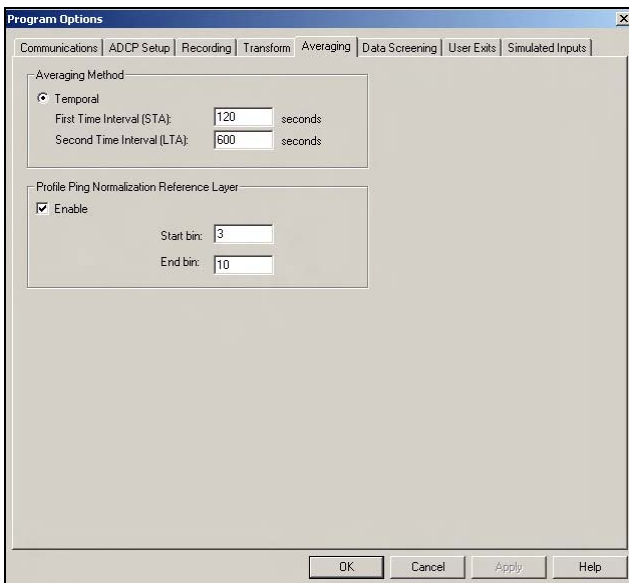 Program Options
Communications ADCP Setup Recording Transform Averaging Data Screening User Exits Simulated Inputs
Averaging Method
Temporal
First Time Interval (STA): 120 seconds
Second Time Interval (LTA): 600 seconds
Profile Ping Normalization Reference Layer
Enable
Start bin: 3
End bin: 10
OK Cancel Apply Help